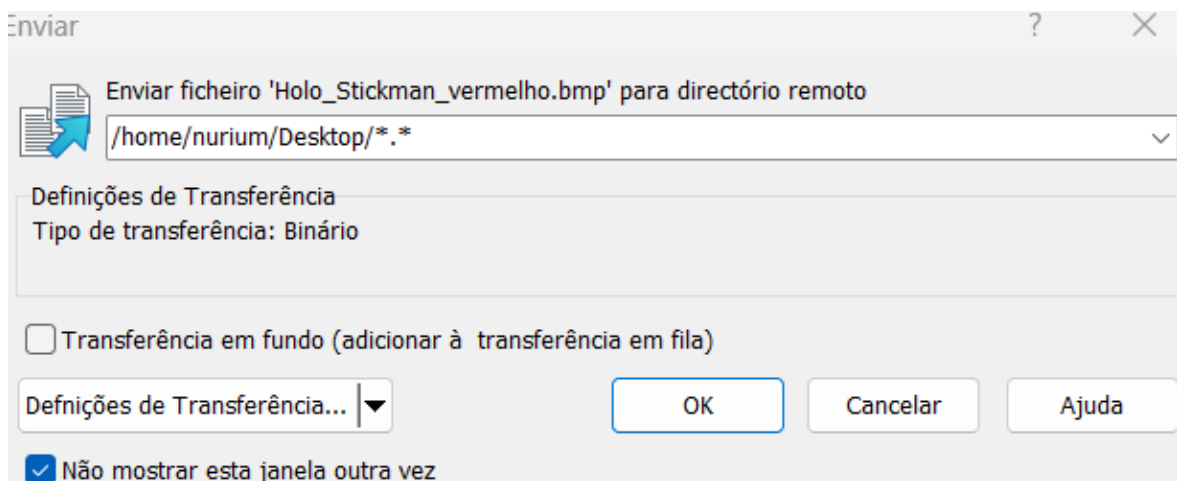 Enviar
?
Enviar ficheiro 'Holo_Stickman_vermelho.bmp' para directório remoto
/home/nurium/Desktop/*.*
Definições de Transferência
Tipo de transferência: Binário
Transferência em fundo (adicionar à  transferência em fila)
Defnições de Transferência...
OK
Cancelar
Ajuda
Não mostrar esta janela outra vez